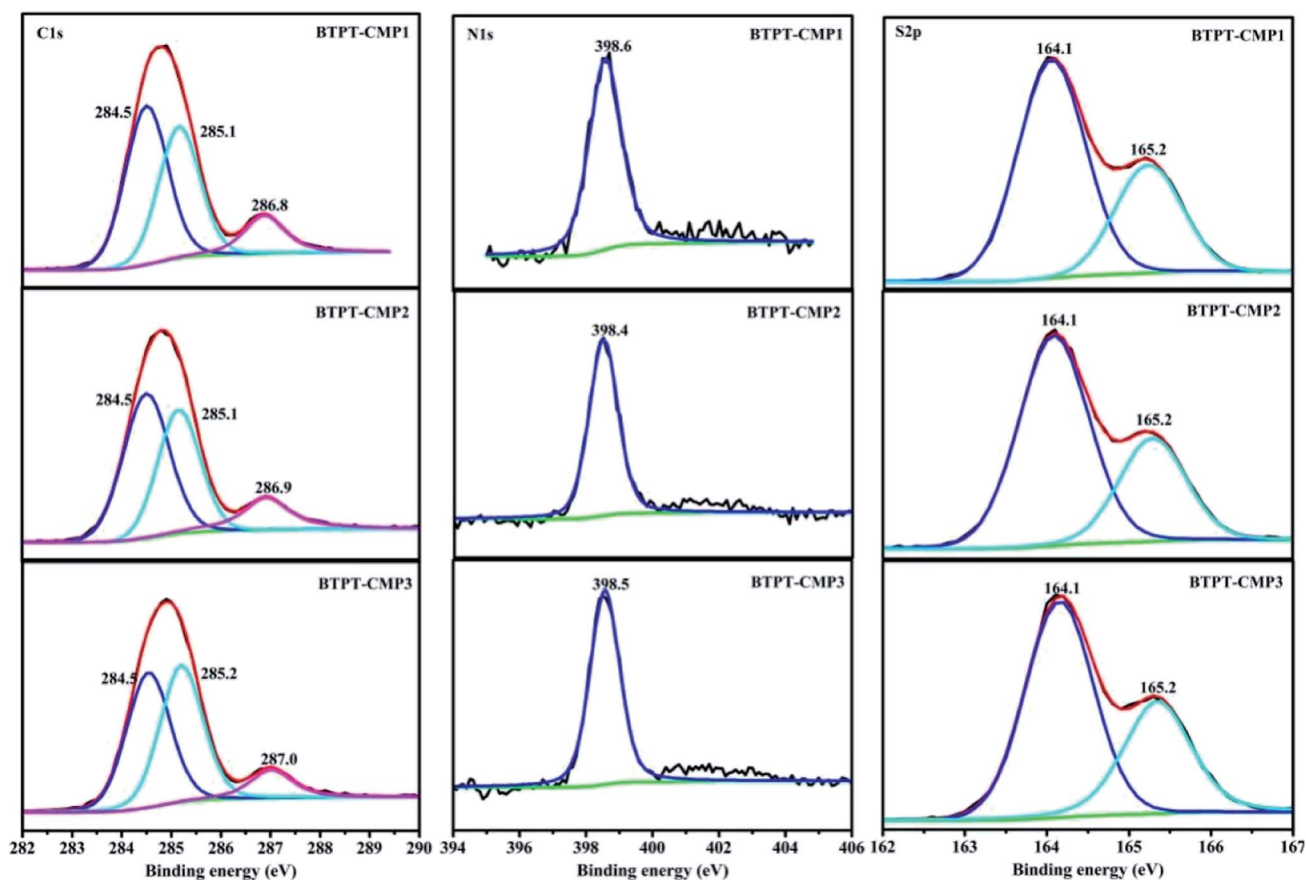 C1s
BTPT-CMP1
284.5
285.1
286.8
BTPT-CMP2
284.5
285.1
286.9
BTPT-CMP3
284.5
285.2
287.0
282 283 284 285 286 287 288 289 290
Binding energy (eV)
N1s
BTPT-CMP1
398.6
BTPT-CMP2
398.4
BTPT-CMP3
398.5
394 396 398 400 402 404 406
Binding energy (eV)
S2p
BTPT-CMP1
164.1
165.2
BTPT-CMP2
164.1
165.2
BTPT-CMP3
164.1
165.2
162 163 164 165 166 167
Binding energy (eV)